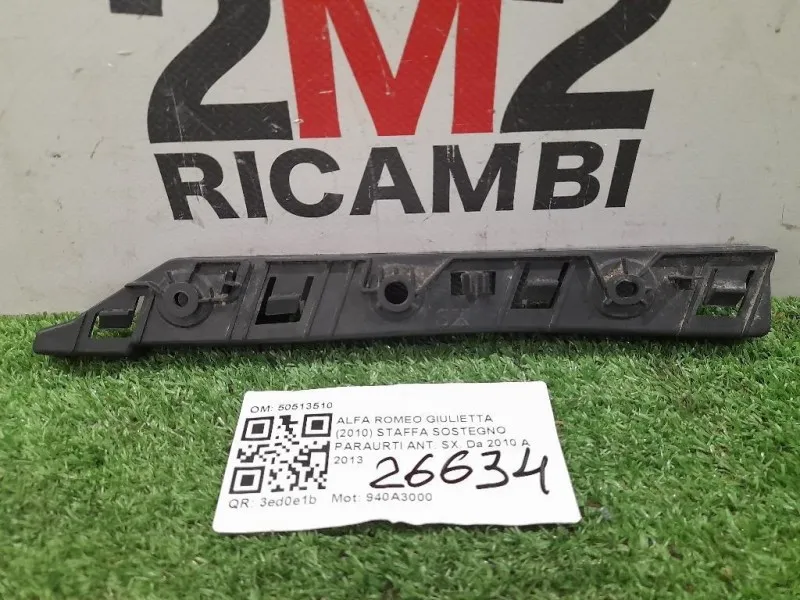 2M2
RICAMBI
SX
OM: 50513510
ALFA ROMEO GIULIETTA
(2010) STAFFA SOSTEGNO
PARAURTI ANT. SX. Da 2010 A
2013
26634
QR: 3ed0e1b Mot: 940A3000